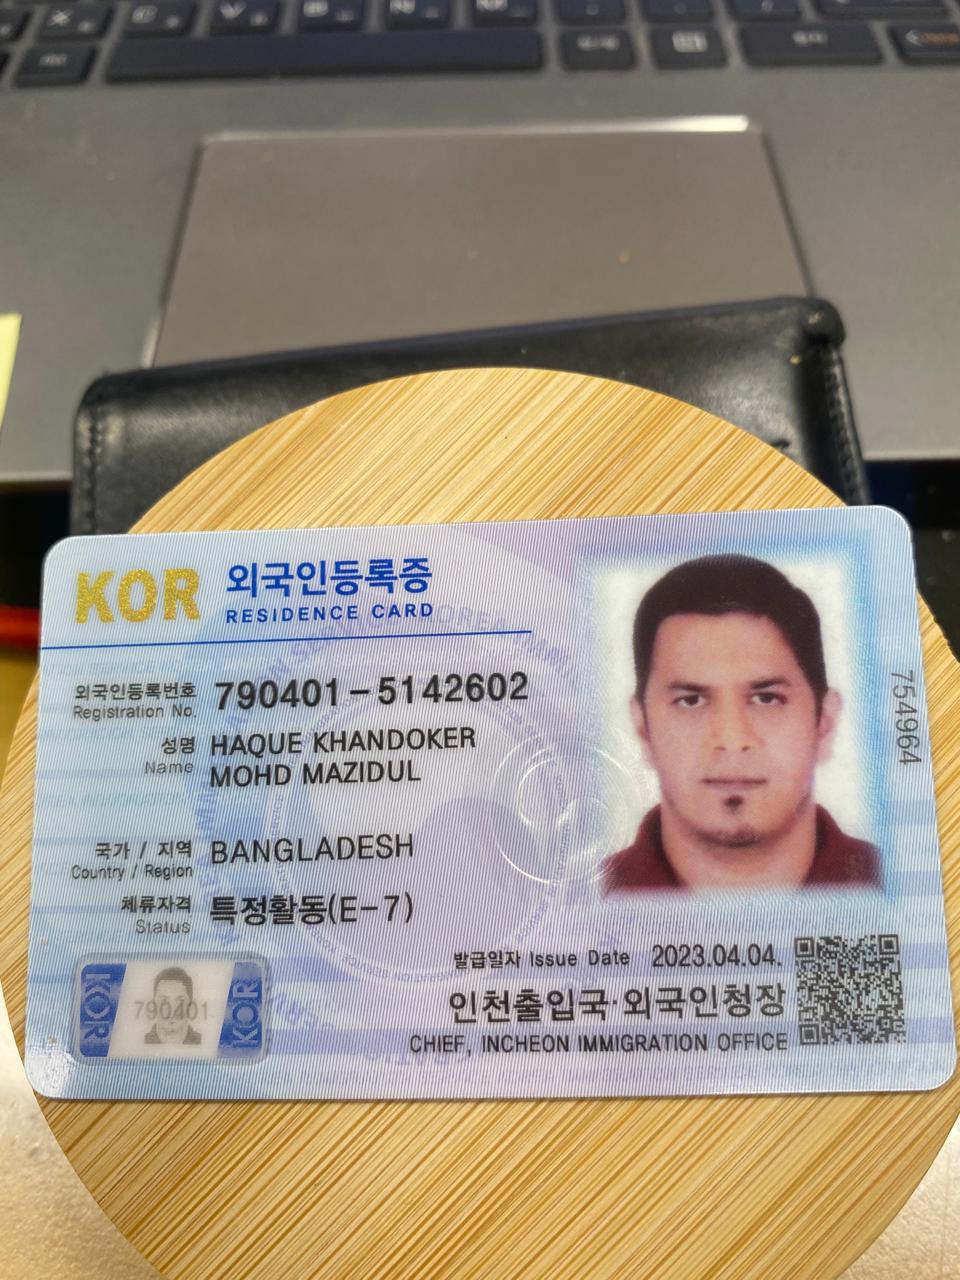 KOR 외국인등록증
RESIDENCE CARD
외국인등록번호 790401-5142602
Registration No.
성명 HAQUE KHANDOKER
Name MOHD MAZIDUL
국가 / 지역 BANGLADESH
Country / Region
체류자격 특정활동(E-7)
Status
발급일자 Issue Date 2023.04.04.
인천출입국·외국인청장
CHIEF, INCHEON IMMIGRATION OFFICE
754964
KOR 790401 KOR